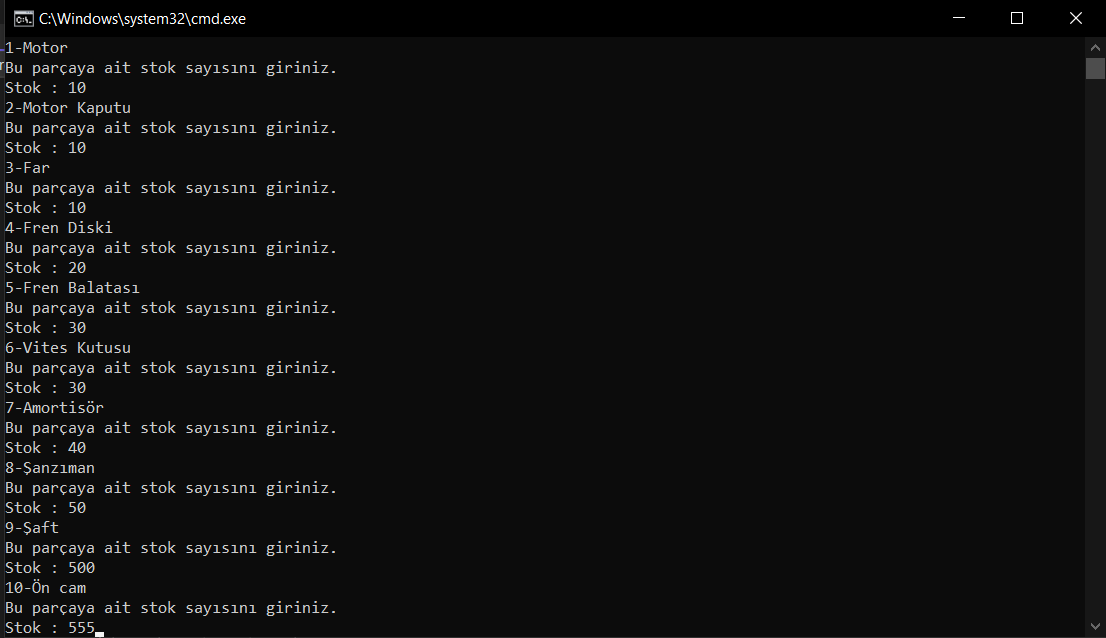 C:\Windows\system32\cmd.exe
1-Motor
Bu parçaya ait stok sayısını giriniz.
Stok : 10
2-Motor Kaputu
Bu parçaya ait stok sayısını giriniz.
Stok : 10
3-Far
Bu parçaya ait stok sayısını giriniz.
Stok : 10
4-Fren Diski
Bu parçaya ait stok sayısını giriniz.
Stok : 20
5-Fren Balatası
Bu parçaya ait stok sayısını giriniz.
Stok : 30
6-Vites Kutusu
Bu parçaya ait stok sayısını giriniz.
Stok : 30
7-Amortisör
Bu parçaya ait stok sayısını giriniz.
Stok : 40
8-Şanzıman
Bu parçaya ait stok sayısını giriniz.
Stok : 50
9-Şaft
Bu parçaya ait stok sayısını giriniz.
Stok : 500
10-Ön cam
Bu parçaya ait stok sayısını giriniz.
Stok : 555